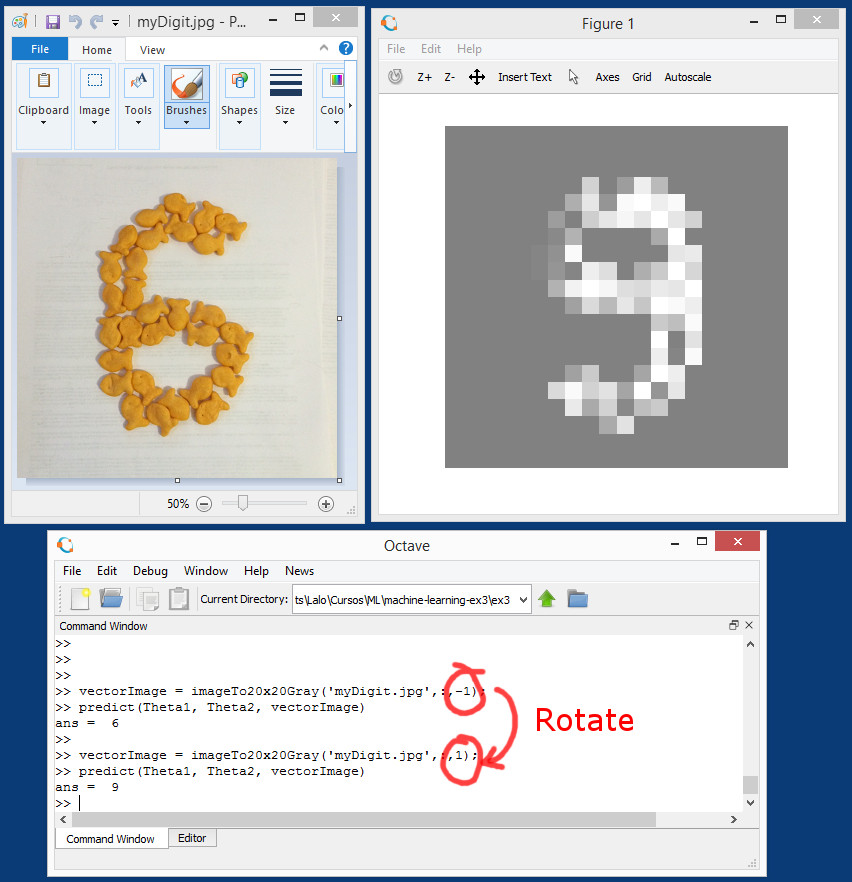 myDigit.jpg - P...
File Home View
Clipboard Image Tools Brushes Shapes Size Colo
50%
Figure 1
File Edit Help
Z+ Z- Insert Text Axes Grid Autoscale
Octave
File Edit Debug Window Help News
Current Directory: ts\Lalo\Cursos\ML\machine-learning-ex3\ex3
Command Window
>>
>>
>>
>> vectorImage = imageTo20x20Gray('myDigit.jpg',:,-1);
>> predict(Theta1, Theta2, vectorImage)
ans =  6
>>
>> vectorImage = imageTo20x20Gray('myDigit.jpg',:,1);
>> predict(Theta1, Theta2, vectorImage)
ans =  9
>>
Rotate
Command Window Editor